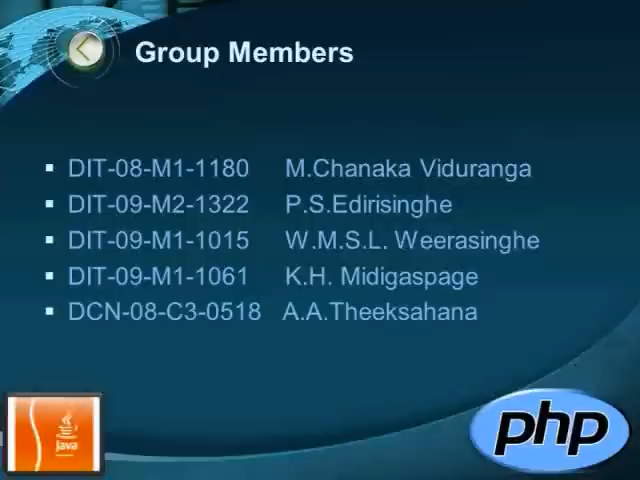 Group Members
DIT-08-M1-1180 M.Chanaka Viduranga
DIT-09-M2-1322 P.S.Edirisinghe
DIT-09-M1-1015 W.M.S.L. Weerasinghe
DIT-09-M1-1061 K.H. Midigaspage
DCN-08-C3-0518 A.A.Theeksahana
java
php